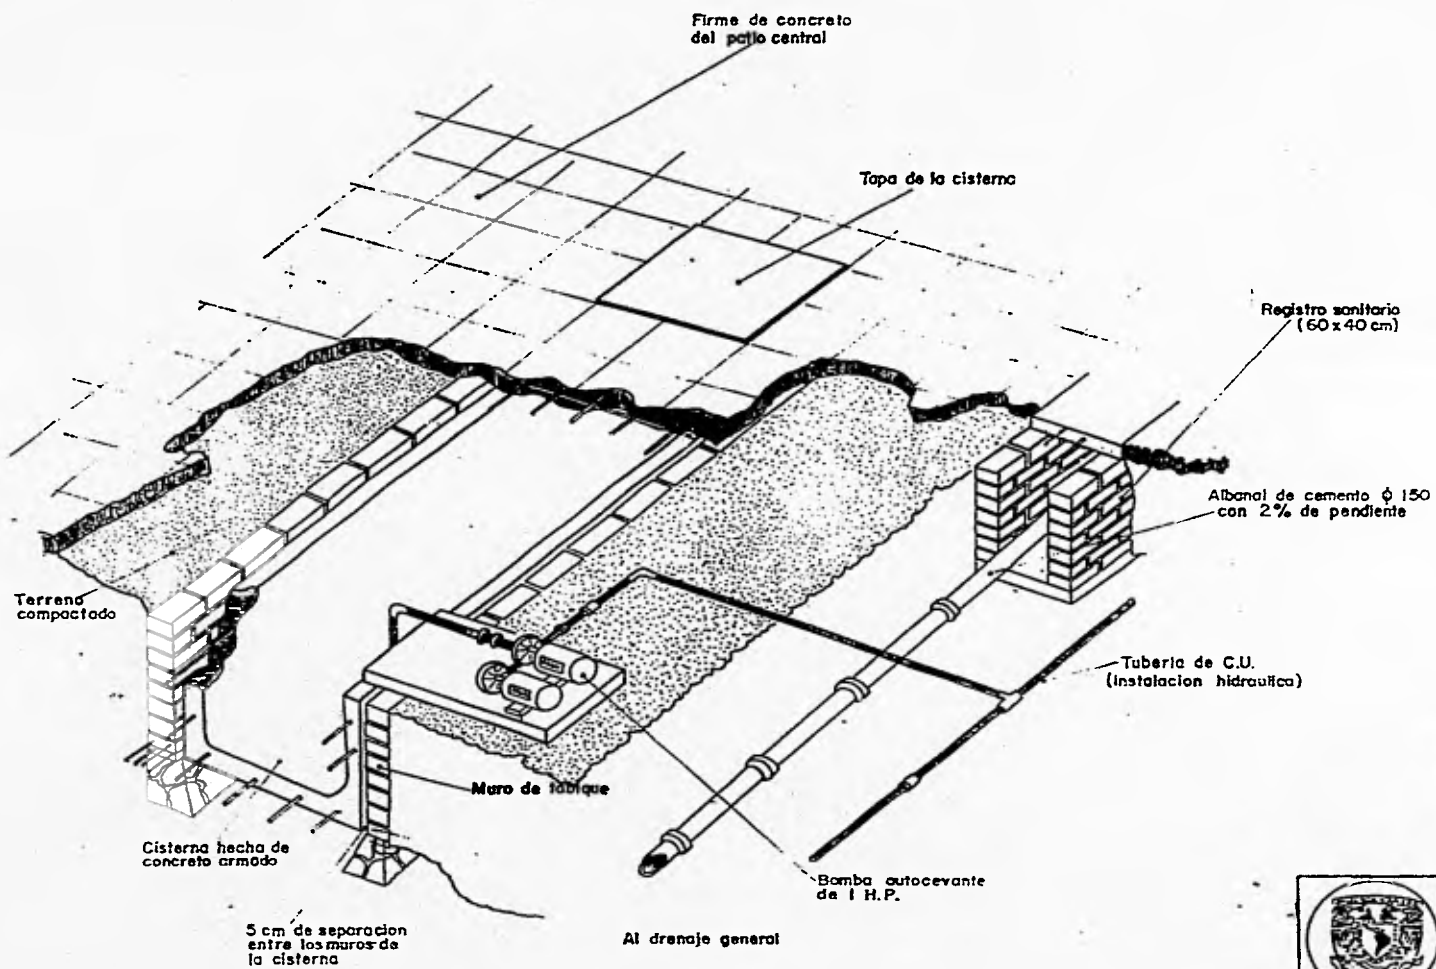 Firme de concreto
del patio central
Tapa de la cisterna
Registro sanitario
(60 x 40 cm)
Albanal de cemento ϕ 150
con 2% de pendiente
Terreno
compactado
Tuberia de C.U.
(instalacion hidraulica)
Muro de tabique
Cisterna hecha de
concreto armado
Bomba autocevante
de 1 H.P.
5 cm de separacion
entre los muros de
la cisterna
Al drenaje general